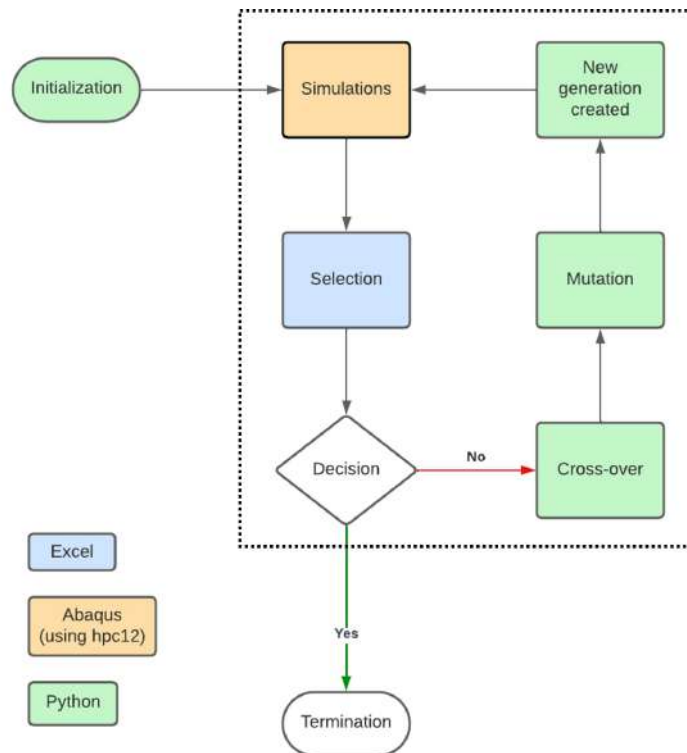 Initialization
Simulations
New
generation
created
Selection
Mutation
Decision
No
Cross-over
Excel
Abaqus
(using hpc12)
Yes
Python
Termination